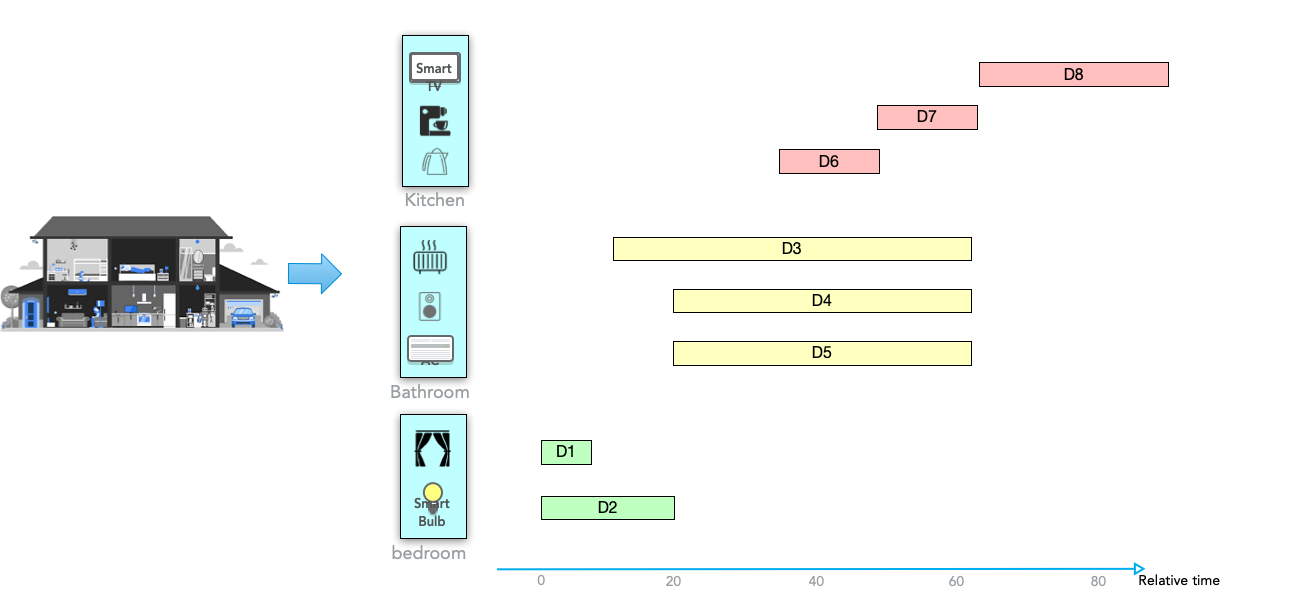 Smart
TV
D8
D7
D6
Kitchen
D3
D4
D5
AC
Bathroom
D1
Smart
Bulb
D2
bedroom
0 20 40 60 80 Relative time